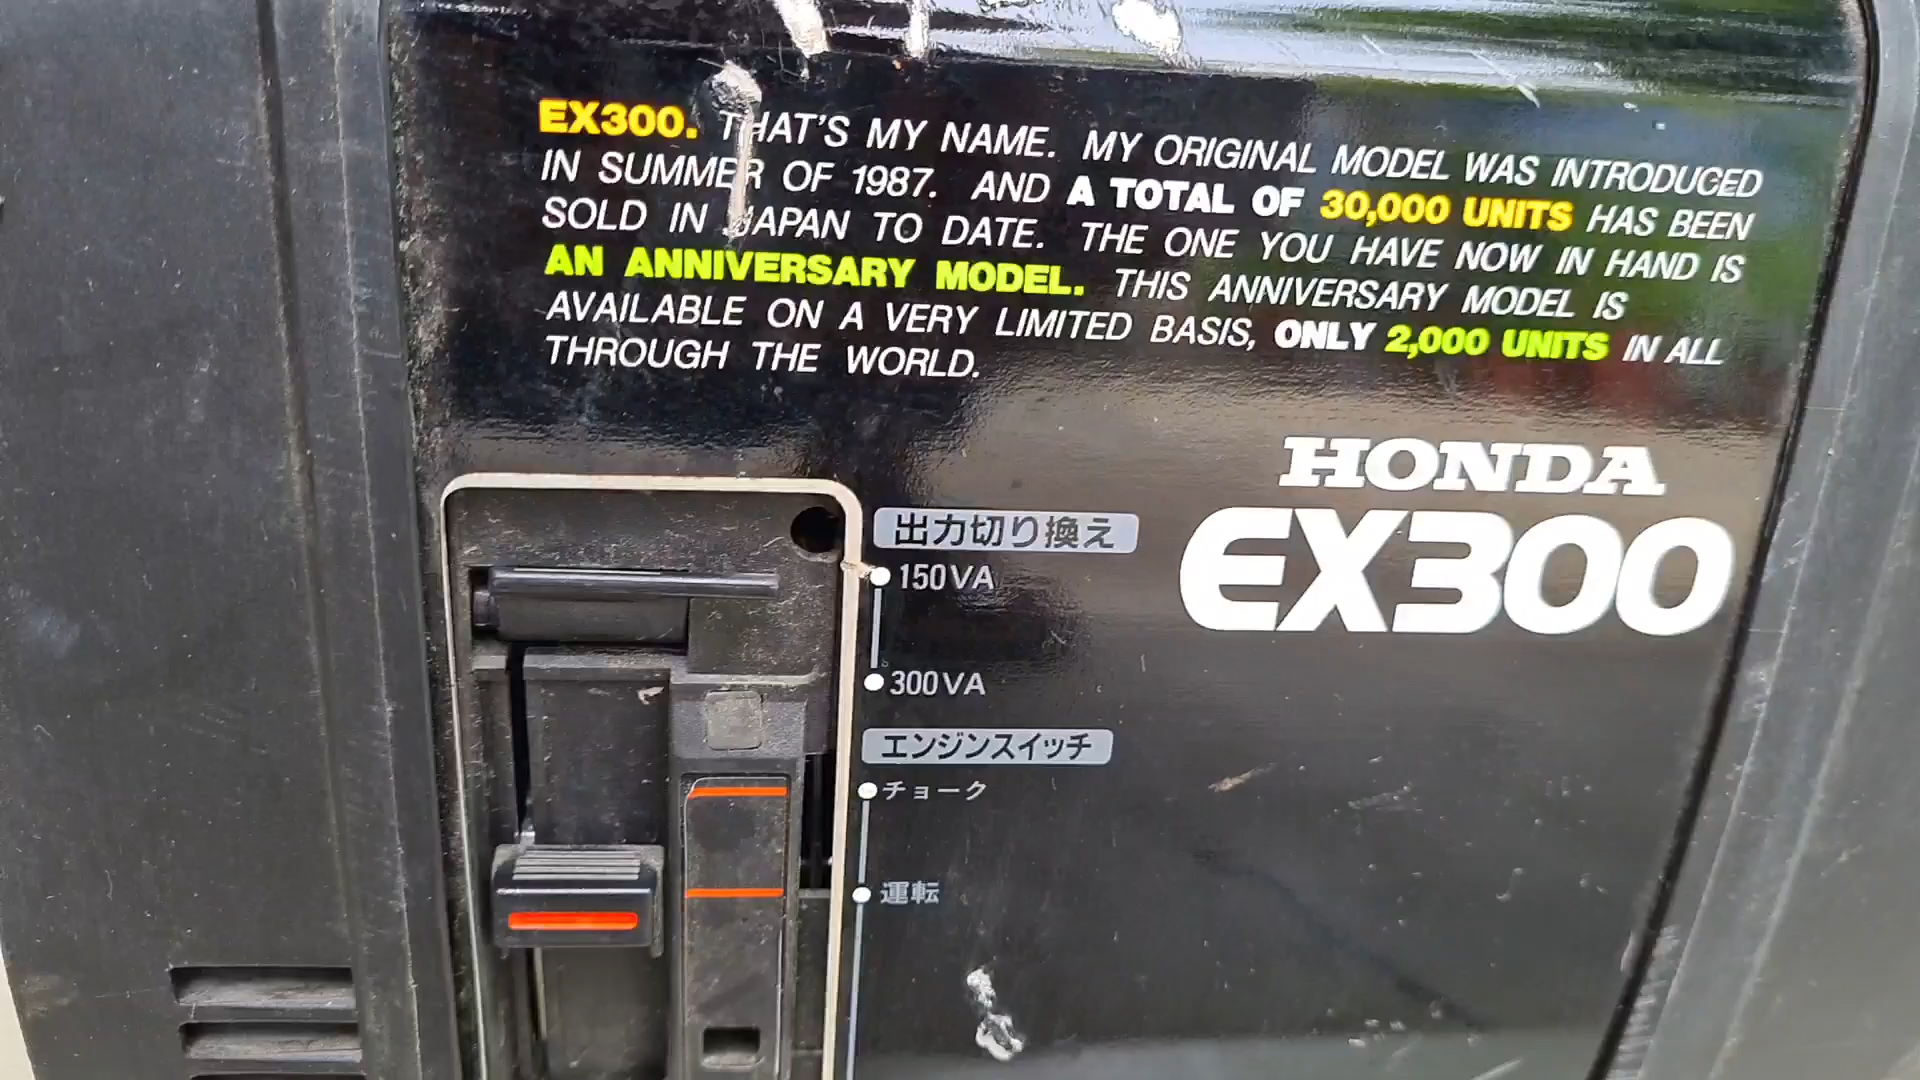 EX300. THAT'S MY NAME. MY ORIGINAL MODEL WAS INTRODUCED
IN SUMMER OF 1987. AND A TOTAL OF 30,000 UNITS HAS BEEN
SOLD IN JAPAN TO DATE. THE ONE YOU HAVE NOW IN HAND IS
AN ANNIVERSARY MODEL. THIS ANNIVERSARY MODEL IS
AVAILABLE ON A VERY LIMITED BASIS, ONLY 2,000 UNITS IN ALL
THROUGH THE WORLD.
HONDA
EX300
出力切り換え
150VA
300VA
エンジンスイッチ
チョーク
運転